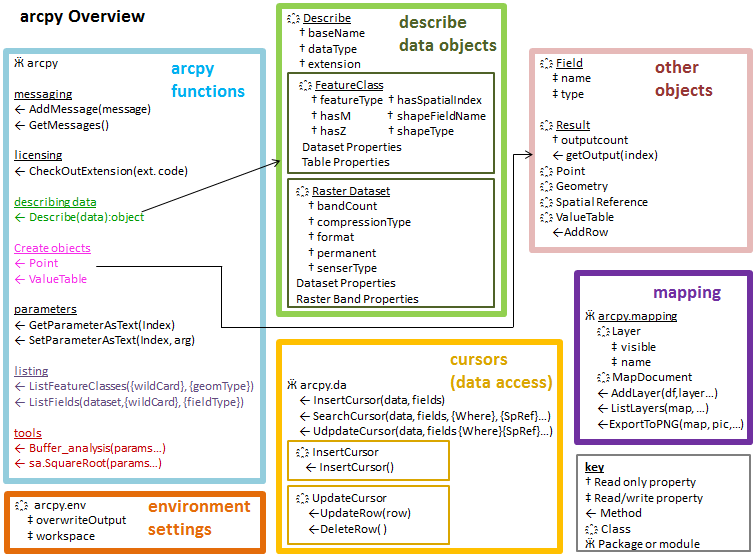 arcpy Overview
Ӝ arcpy
arcpy
functions
messaging
← AddMessage(message)
← GetMessages()
licensing
← CheckOutExtension(ext. code)
describing data
← Describe(data):object
Create objects
← Point
← ValueTable
parameters
← GetParameterAsText(Index)
← SetParameterAsText(Index, arg)
listing
← ListFeatureClasses({wildCard}, {geomType})
← ListFields(dataset,{wildCard}, {fieldType})
tools
← Buffer_analysis(params…)
← sa.SquareRoot(params…)
arcpy.env
‡ overwriteOutput
‡ workspace
environment
settings
Describe
† baseName
† dataType
† extension
describe
data objects
FeatureClass
† featureType † hasSpatialIndex
† hasM † shapeFieldName
† hasZ † shapeType
Dataset Properties
Table Properties
Raster Dataset
† bandCount
† compressionType
† format
† permanent
† senserType
Dataset Properties
Raster Band Properties
cursors
(data access)
Ӝ arcpy.da
← InsertCursor(data, fields)
← SearchCursor(data, fields, {Where}, {SpRef}…)
← UdpdateCursor(data, fields {Where}{SpRef}…)
InsertCursor
← InsertCursor()
UpdateCursor
←UpdateRow(row)
←DeleteRow( )
Field
‡ name
‡ type
other
objects
Result
† outputcount
← getOutput(index)
Point
Geometry
Spatial Reference
ValueTable
←AddRow
mapping
Ӝ arcpy.mapping
Layer
‡ visible
‡ name
MapDocument
←AddLayer(df,layer…)
←ListLayers(map, …)
←ExportToPNG(map, pic,…)
key
† Read only property
‡ Read/write property
← Method
Class
Ӝ Package or module